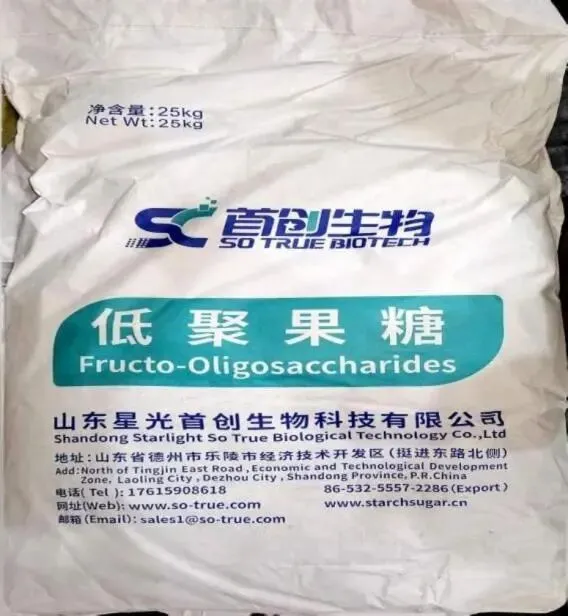 净含量:25kg
Net Wt:25kg
SC 首创生物
SO TRUE BIOTECH
低聚果糖
Fructo-Oligosaccharides
山东星光首创生物科技有限公司
Shandong Starlight So True Biological Technology Co.,Ltd
地址:山东省德州市乐陵市经济技术开发区(挺进东路北侧)
Add:North of Tingjin East Road , Economic and Technological Development
Zone, Laoling City , Dezhou City , Shandong Province, P.R.China
电话( Tel ): 17615908618 86-532-5557-2286(Export)
网址(Web): www.so-true.com www.starchsugar.cn
邮箱(Email): sales1@so-true.com